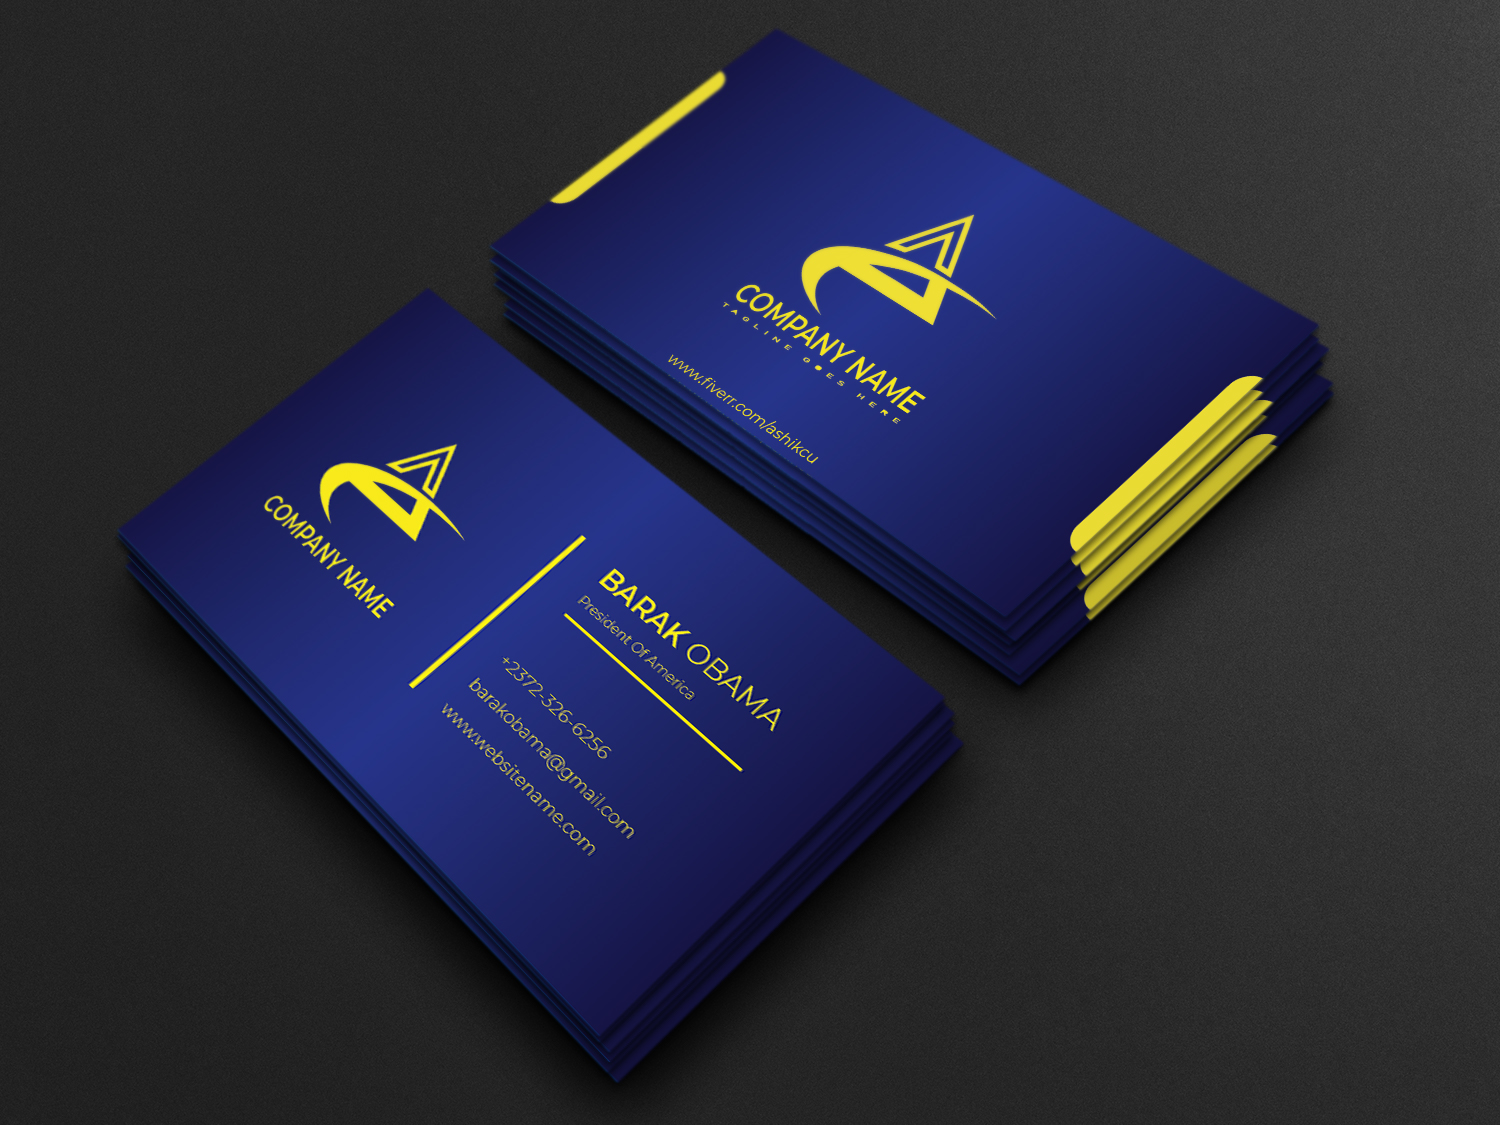 COMPANY NAME
TAGLINE GOES HERE
www.fiverr.com/ashikcu
COMPANY NAME
BARAK OBAMA
President Of America
+2372-326-6256
barakobama@gmail.com
www.websitename.com